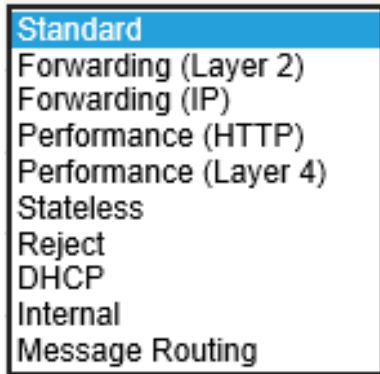 Standard
Forwarding (Layer 2)
Forwarding (IP)
Performance (HTTP)
Performance (Layer 4)
Stateless
Reject
DHCP
Internal
Message Routing